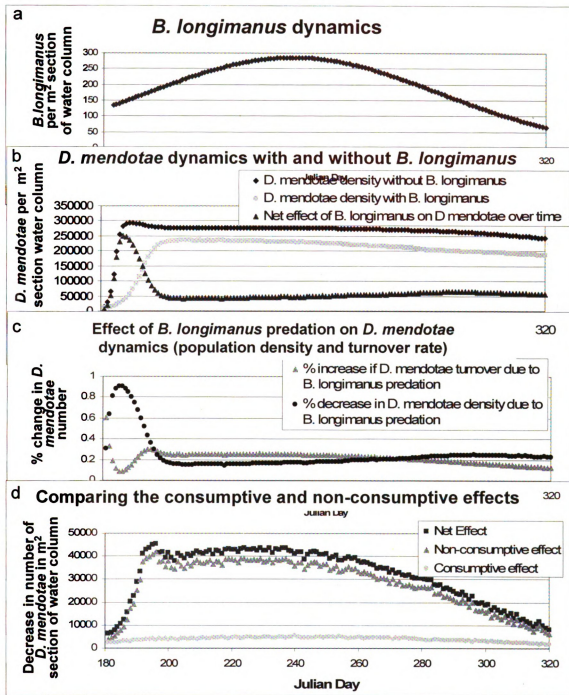 a
B. longimanus dynamics
B.longimanus
per m² section
of water column
300
250
200
150
100
50
0
320
b
D. mendotae dynamics with and without B. longimanus
Julian Day
D. mendotae density without B. longimanus
D. mendotae density with B. longimanus
Net effect of B. longimanus on D mendotae over time
D. mendotae per m²
section water column
350000
300000
250000
200000
150000
100000
50000
0
320
c
Effect of B. longimanus predation on D. mendotae
dynamics (population density and turnover rate)
% increase if D. mendotae turnover due to
B. longimanus predation
% decrease in D. mendotae density due to
B. longimanus predation
% change in D.
mendotae
number
1
0.8
0.6
0.4
0.2
0
320
d
Comparing the consumptive and non-consumptive effects
Julian Day
Net Effect
Non-consumptive effect
Consumptive effect
Decrease in number of
D. mendotae in m²
section of water column
50000
40000
30000
20000
10000
0
180
200
220
240
260
280
300
320
Julian Day